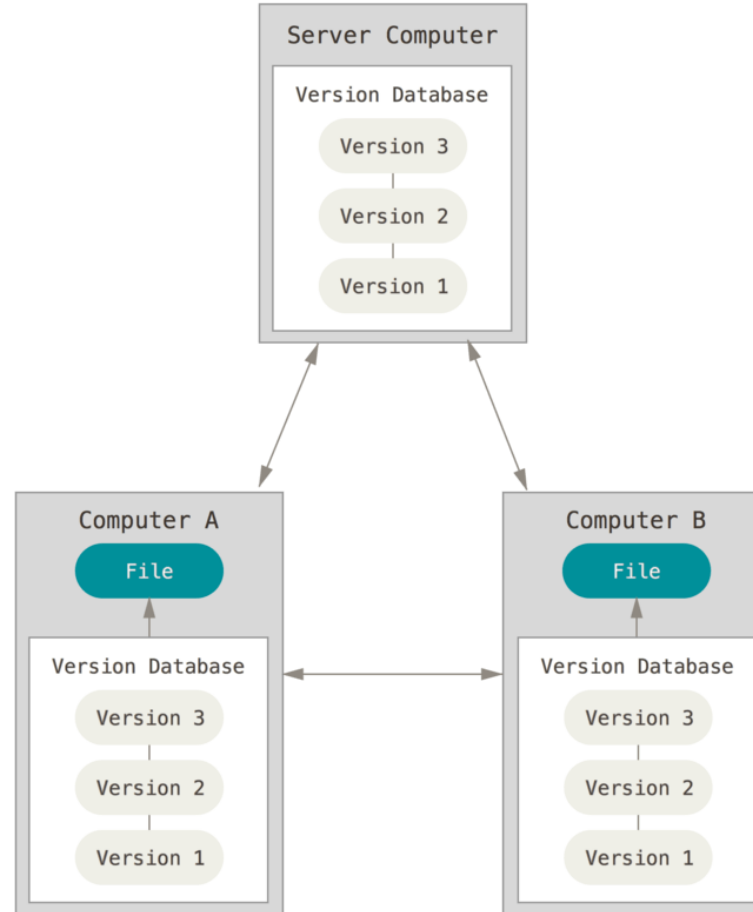 Server Computer
Version Database
Version 3
Version 2
Version 1
Computer A
File
Version Database
Version 3
Version 2
Version 1
Computer B
File
Version Database
Version 3
Version 2
Version 1